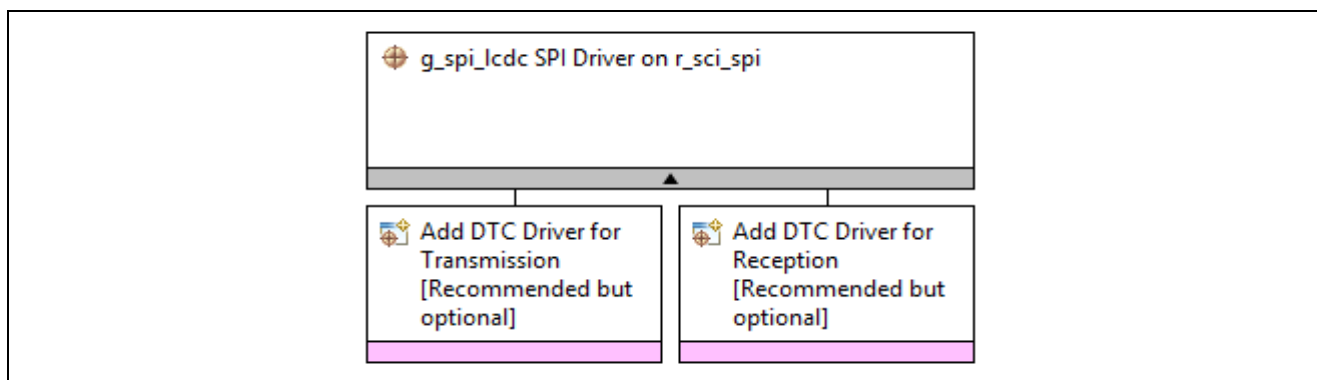 g_spi_lcdc SPI Driver on r_sci_spi
Add DTC Driver for
Transmission
[Recommended but
optional]
Add DTC Driver for
Reception
[Recommended but
optional]